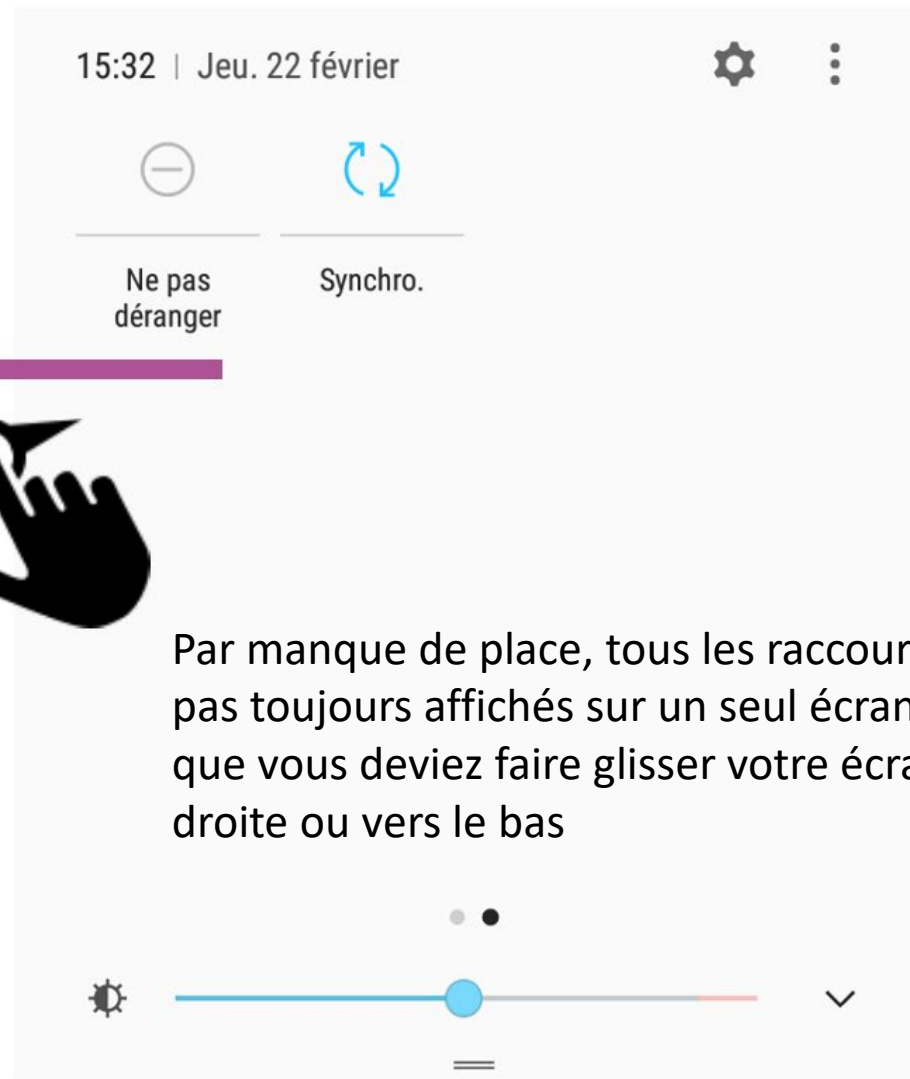 15:32 | Jeu. 22 février
Ne pas
déranger
Synchro.
Par manque de place, tous les raccour
pas toujours affichés sur un seul écran
que vous deviez faire glisser votre écra
droite ou vers le bas